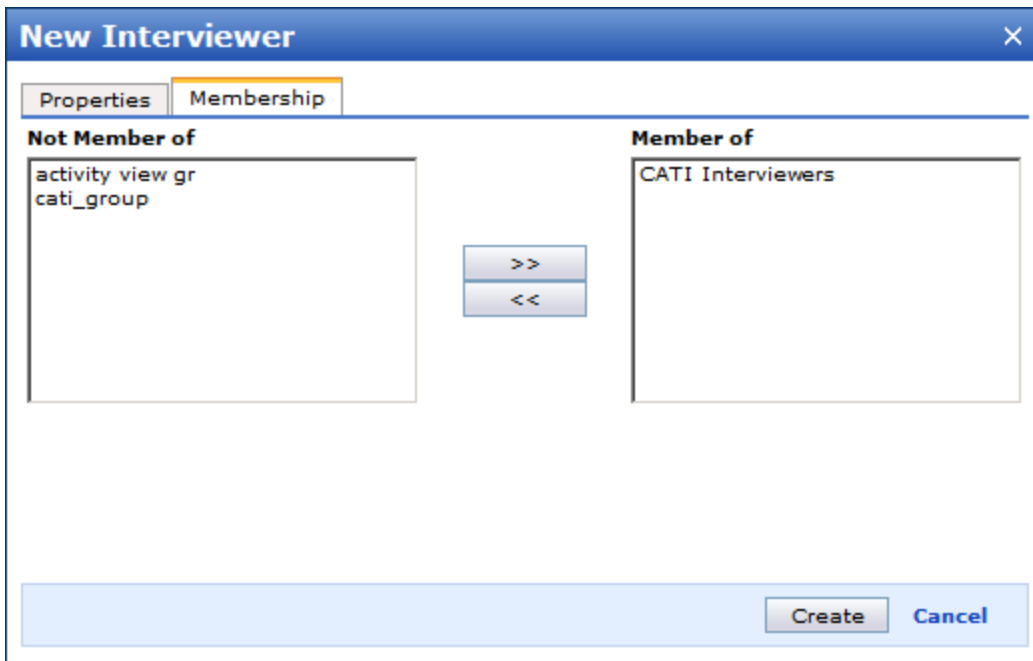 New Interviewer
Properties Membership
Not Member of Member of
activity view gr CATI Interviewers
cati_group
>>
<<
Create Cancel